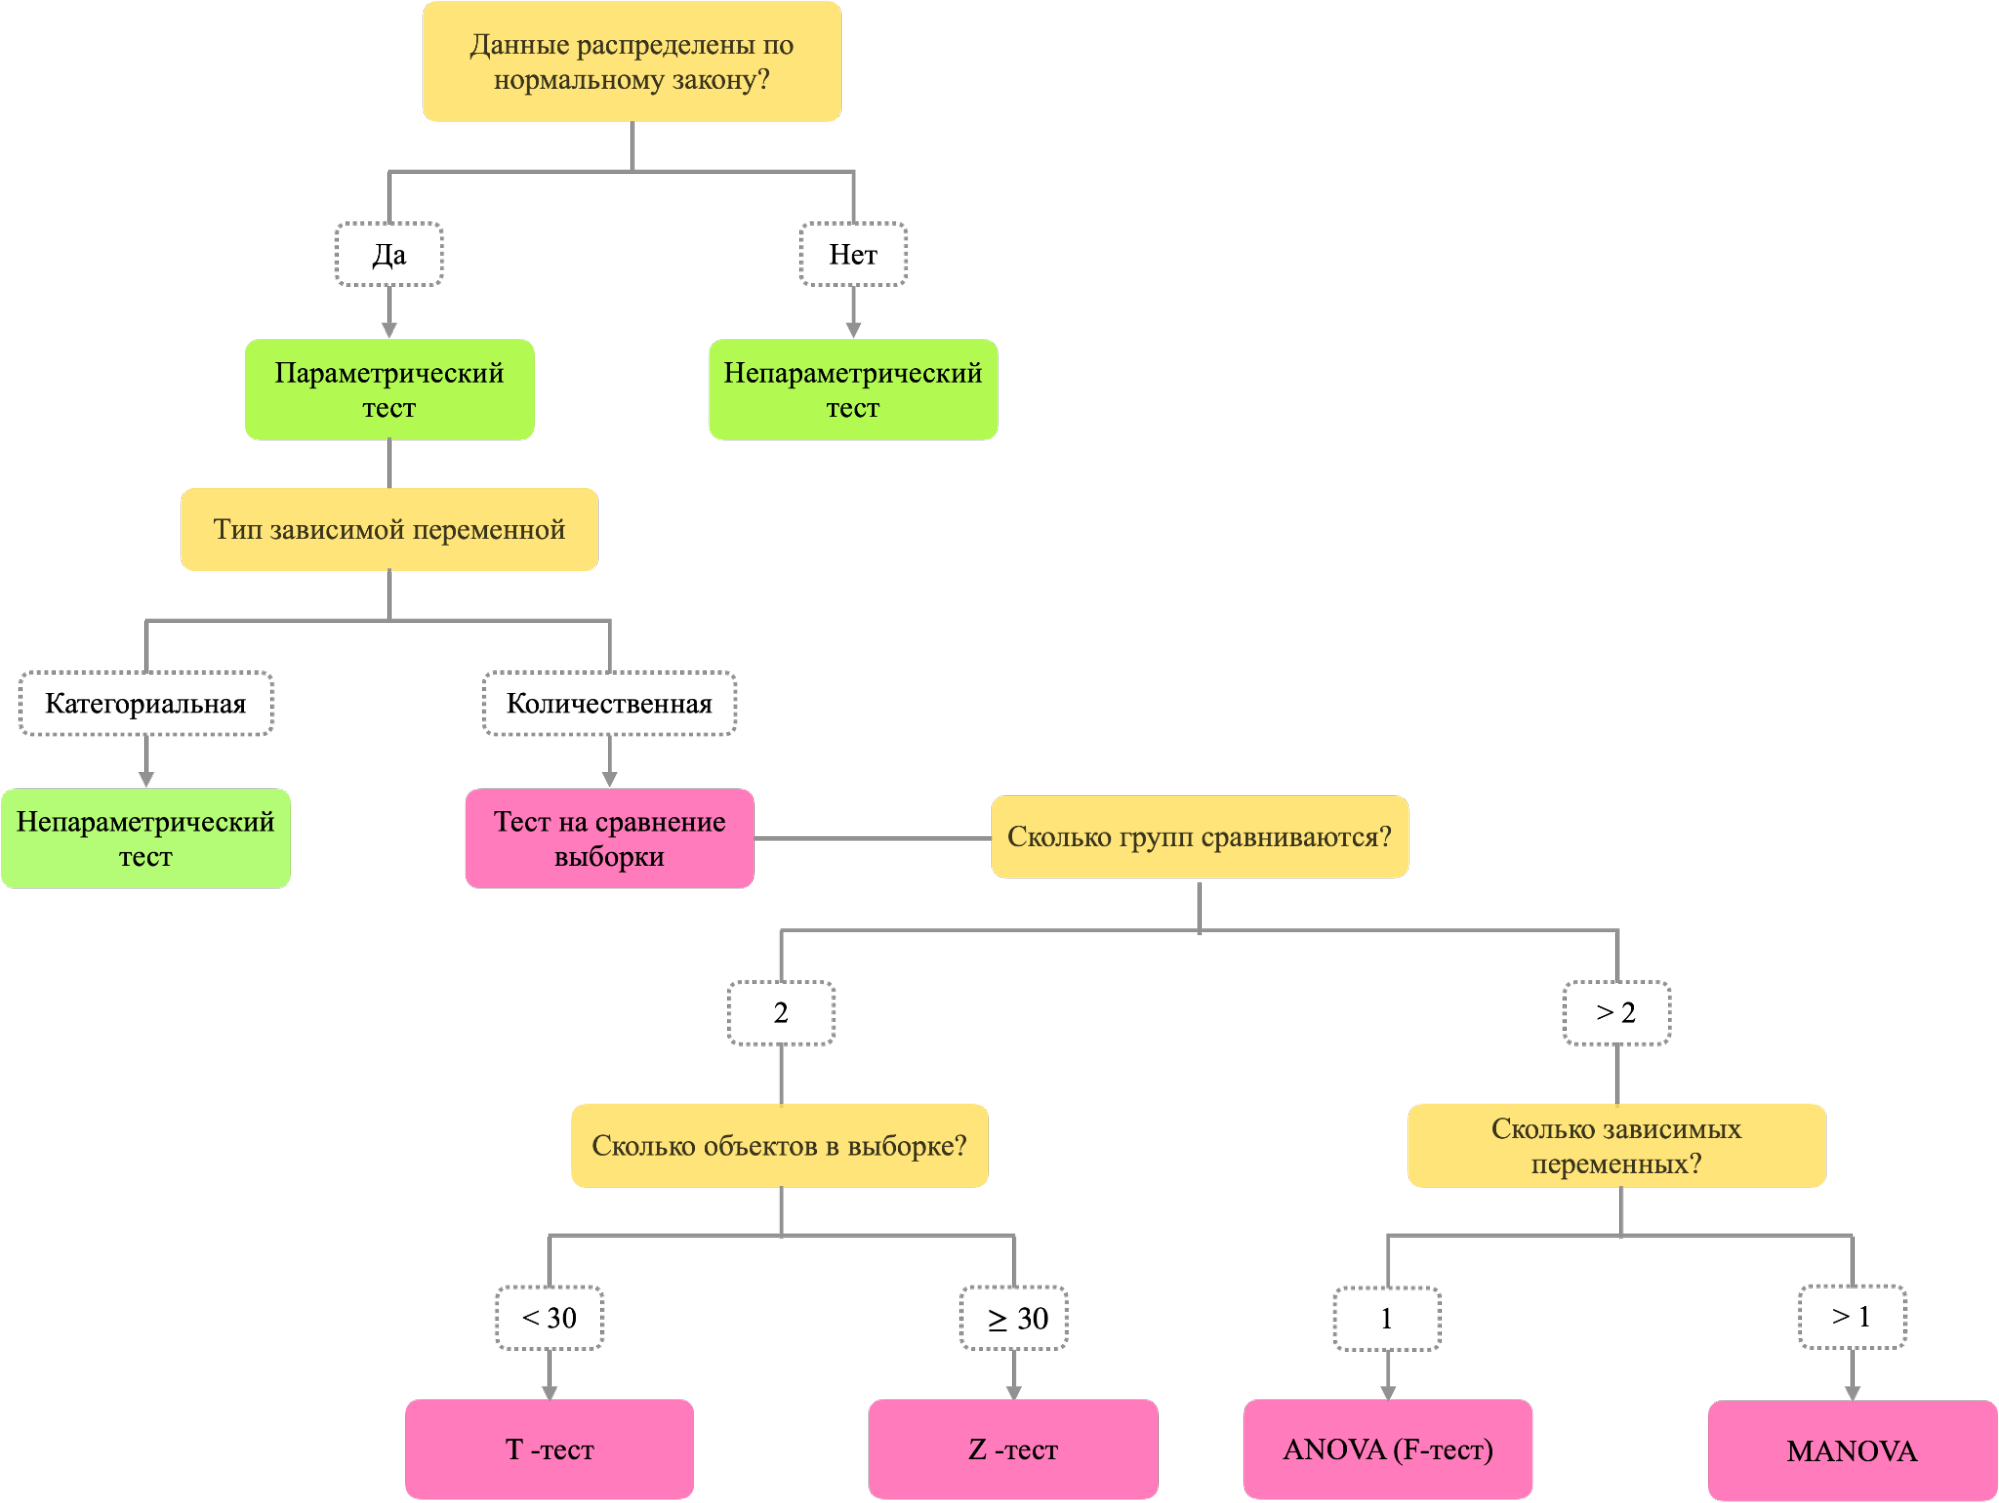 Данные распределены по
нормальному закону?
Да
Нет
Параметрический
тест
Непараметрический
тест
Тип зависимой переменной
Категориальная
Количественная
Непараметрический
тест
Тест на сравнение
выборки
Сколько групп сравниваются?
2
> 2
Сколько объектов в выборке?
Сколько зависимых
переменных?
< 30
≥ 30
1
> 1
T -тест
Z -тест
ANOVA (F-тест)
MANOVA